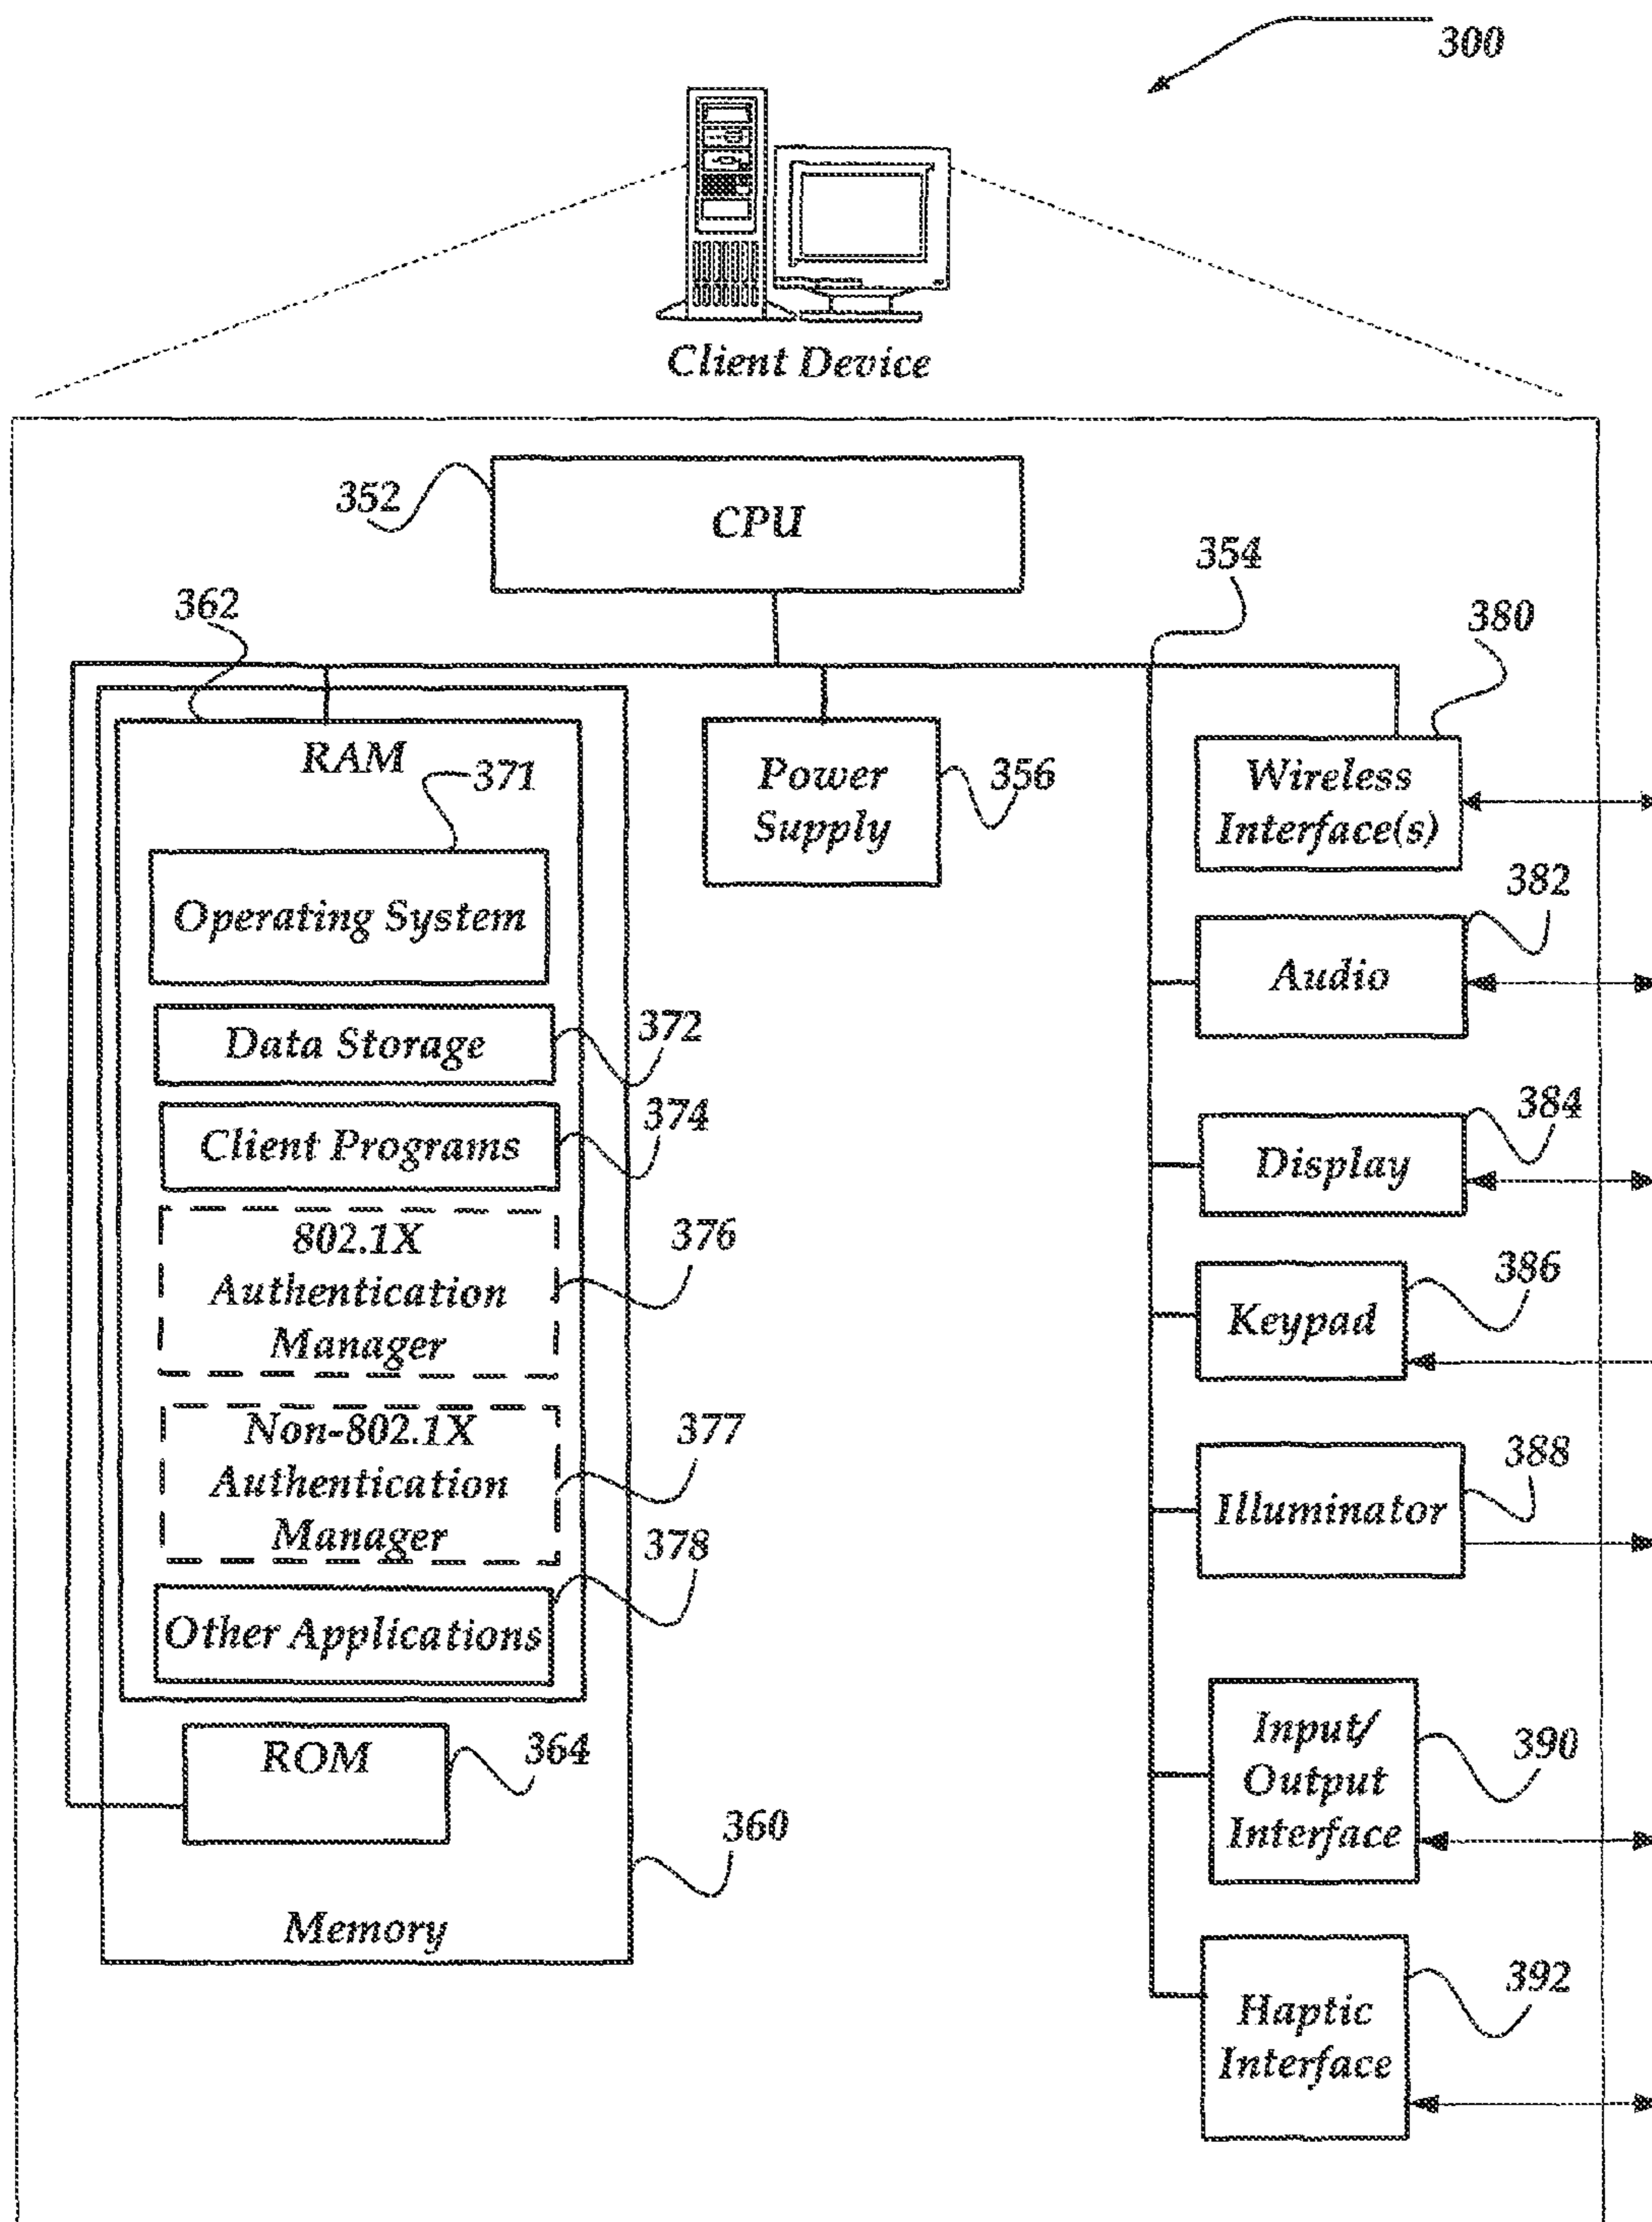 300
Client Device
352
CPU
354
362
380
RAM
371
Power
Supply
356
Wireless
Interface(s)
382
Operating System
Audio
Data Storage
372
384
Client Programs
374
Display
802.1X
Authentication
Manager
376
386
Keypad
Non-802.1X
Authentication
Manager
377
388
Illuminator
378
Other Applications
ROM
364
Input/
Output
Interface
390
360
Memory
392
Haptic
Interface